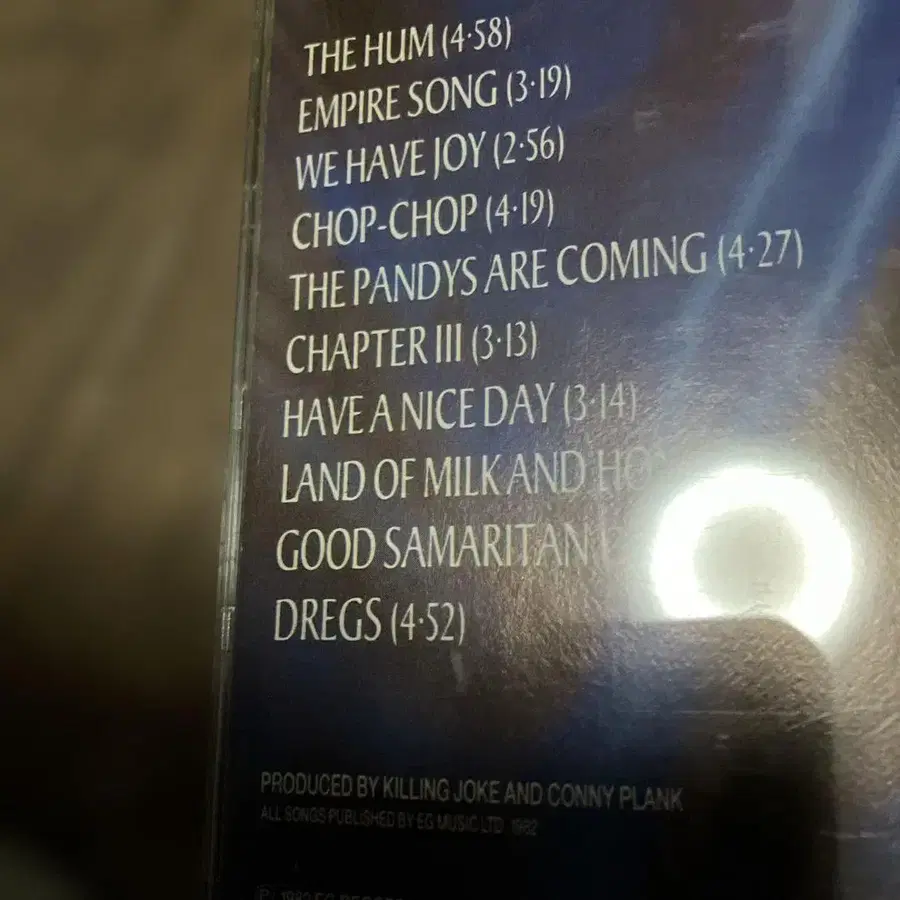 THE HUM (4·58)
EMPIRE SONG (3·19)
WE HAVE JOY (2·56)
CHOP-CHOP (4·19)
THE PANDYS ARE COMING (4·27)
CHAPTER III (3·13)
HAVE A NICE DAY (3·14)
LAND OF MILK AND
GOOD SAMARITAN
DREGS (4·52)
PRODUCED BY KILLING JOKE AND CONNY PLANK
ALL SONGS PUBLISHED BY EG MUSIC LTD 1982